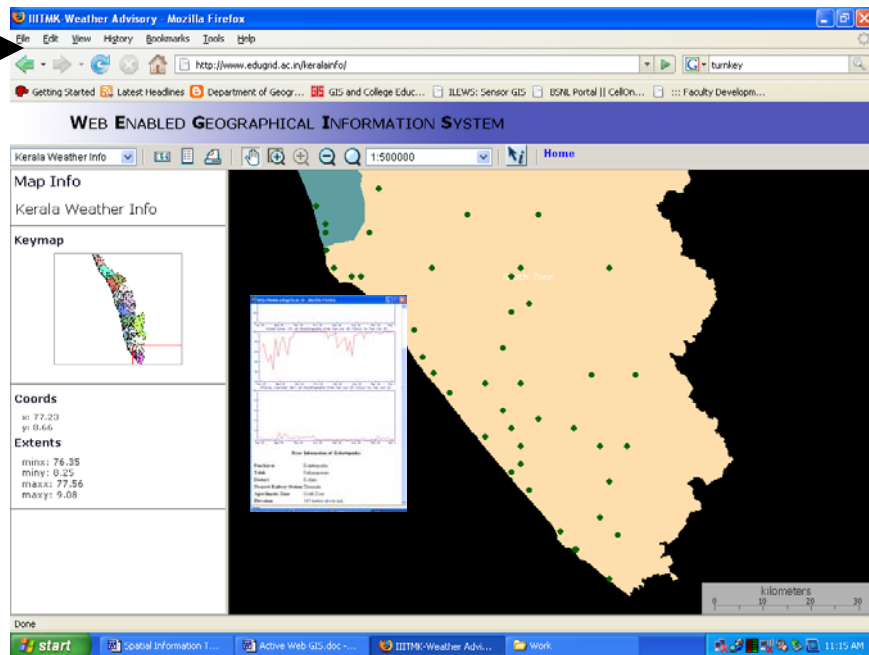 IIITMK-Weather Advisory - Mozilla Firefox
File Edit View History Bookmarks Tools Help
http://www.edugrid.ac.in/keralainfo/ turnkey
Getting Started Latest Headlines Department of Geogr... GIS and College Educ... ILEWS: Sensor GIS BSNL Portal || CellOn... ::: Faculty Developm...
WEB ENABLED GEOGRAPHICAL INFORMATION SYSTEM
Kerala Weather Info 1:500000 Home
Map Info
Kerala Weather Info
Keymap
Coords
x: 77.23
y: 8.66
Extents
minx: 76.35
miny: 8.25
maxx: 77.56
maxy: 9.08
Zone
kilometers
0 10 20 30
Done
start Spatial Information T... Active Web GIS.doc -... IIITMK-Weather Advi... Work 11:15 AM